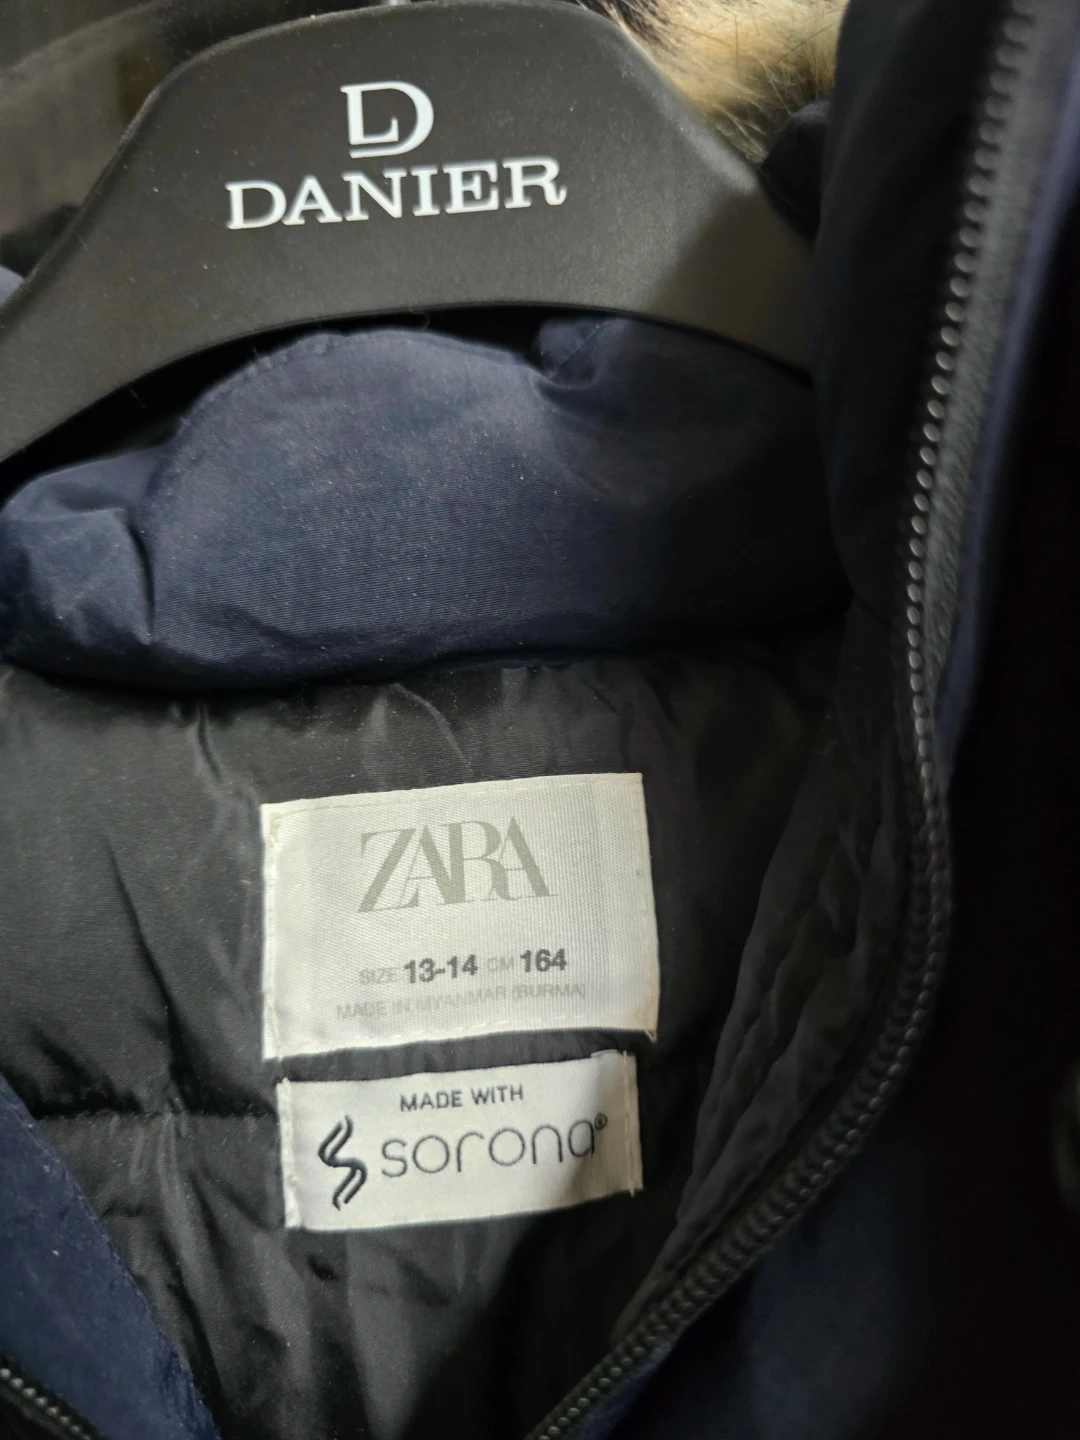 D
DANIER
ZARA
SIZE 13-14 CM 164
MADE IN MYANMAR (BURMA)
MADE WITH
sorona®